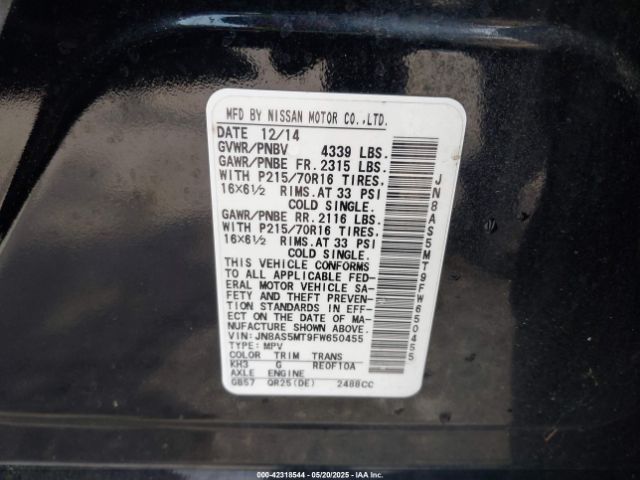 MFD BY NISSAN MOTOR CO.,LTD.
DATE 12/14
GVWR/PNBV 4339 LBS.
GAWR/PNBE FR. 2315 LBS.
WITH P215/70R16 TIRES,
16X6½ RIMS.AT 33 PSI
COLD SINGLE.
GAWR/PNBE RR. 2116 LBS.
WITH P215/70R16 TIRES,
16X6½ RIMS.AT 33 PSI
COLD SINGLE.
THIS VEHICLE CONFORMS
TO ALL APPLICABLE FED-
ERAL MOTOR VEHICLE SA-
FETY AND THEFT PREVEN-
TION STANDARDS IN EFF-
ECT ON THE DATE OF MA-
NUFACTURE SHOWN ABOVE.
VIN: JN8AS5MT9FW650455
TYPE: MPV
COLOR TRIM TRANS
KH3 G RE0F10A
AXLE ENGINE
GB57 QR25(DE) 2488CC
JN8AS5MT9FW650455
000-42318544 - 05/20/2025 - IAA Inc.